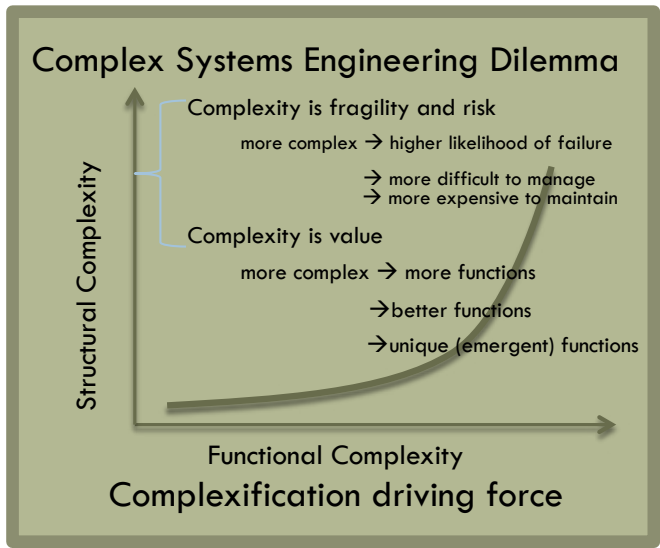 Complex Systems Engineering Dilemma
Complexity is fragility and risk
more complex → higher likelihood of failure
→ more difficult to manage
→ more expensive to maintain
Complexity is value
more complex → more functions
→better functions
→unique (emergent) functions
Structural Complexity
Functional Complexity
Complexification driving force